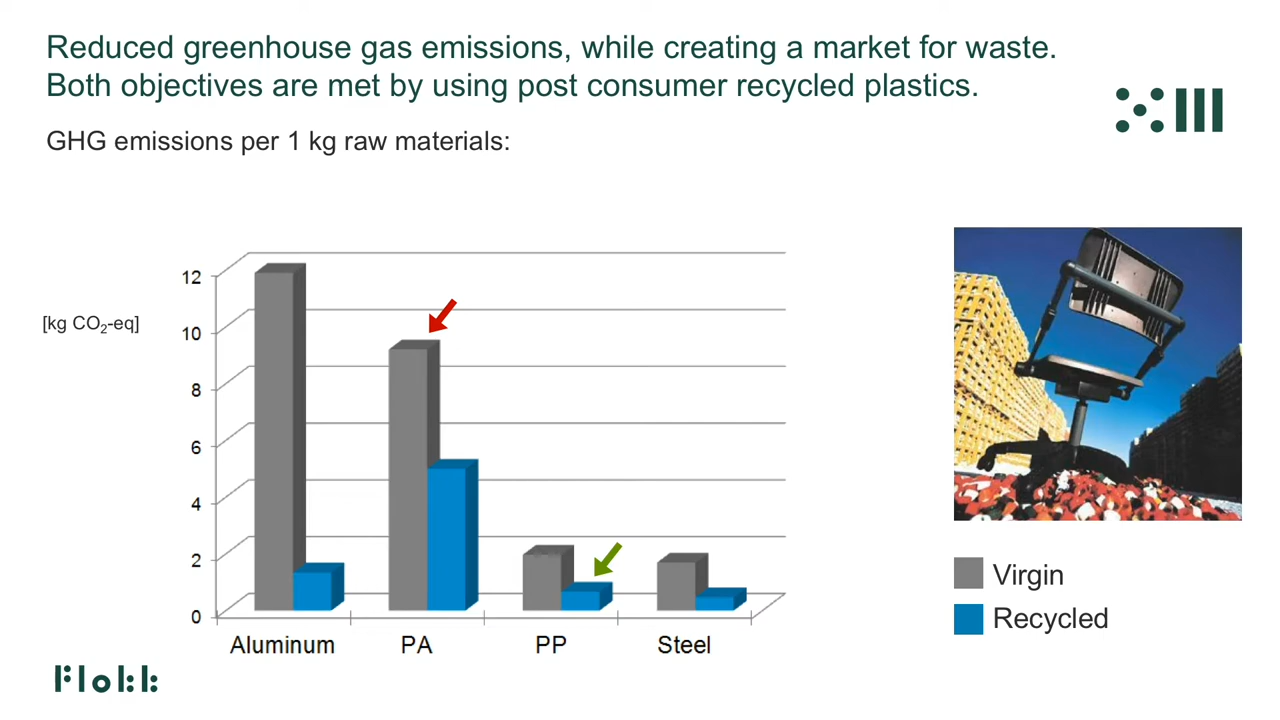 Reduced greenhouse gas emissions, while creating a market for waste.
Both objectives are met by using post consumer recycled plastics.
GHG emissions per 1 kg raw materials:
[kg CO₂-eq]
12
10
8
6
4
2
0
Aluminum PA PP Steel
Virgin
Recycled
Flokk